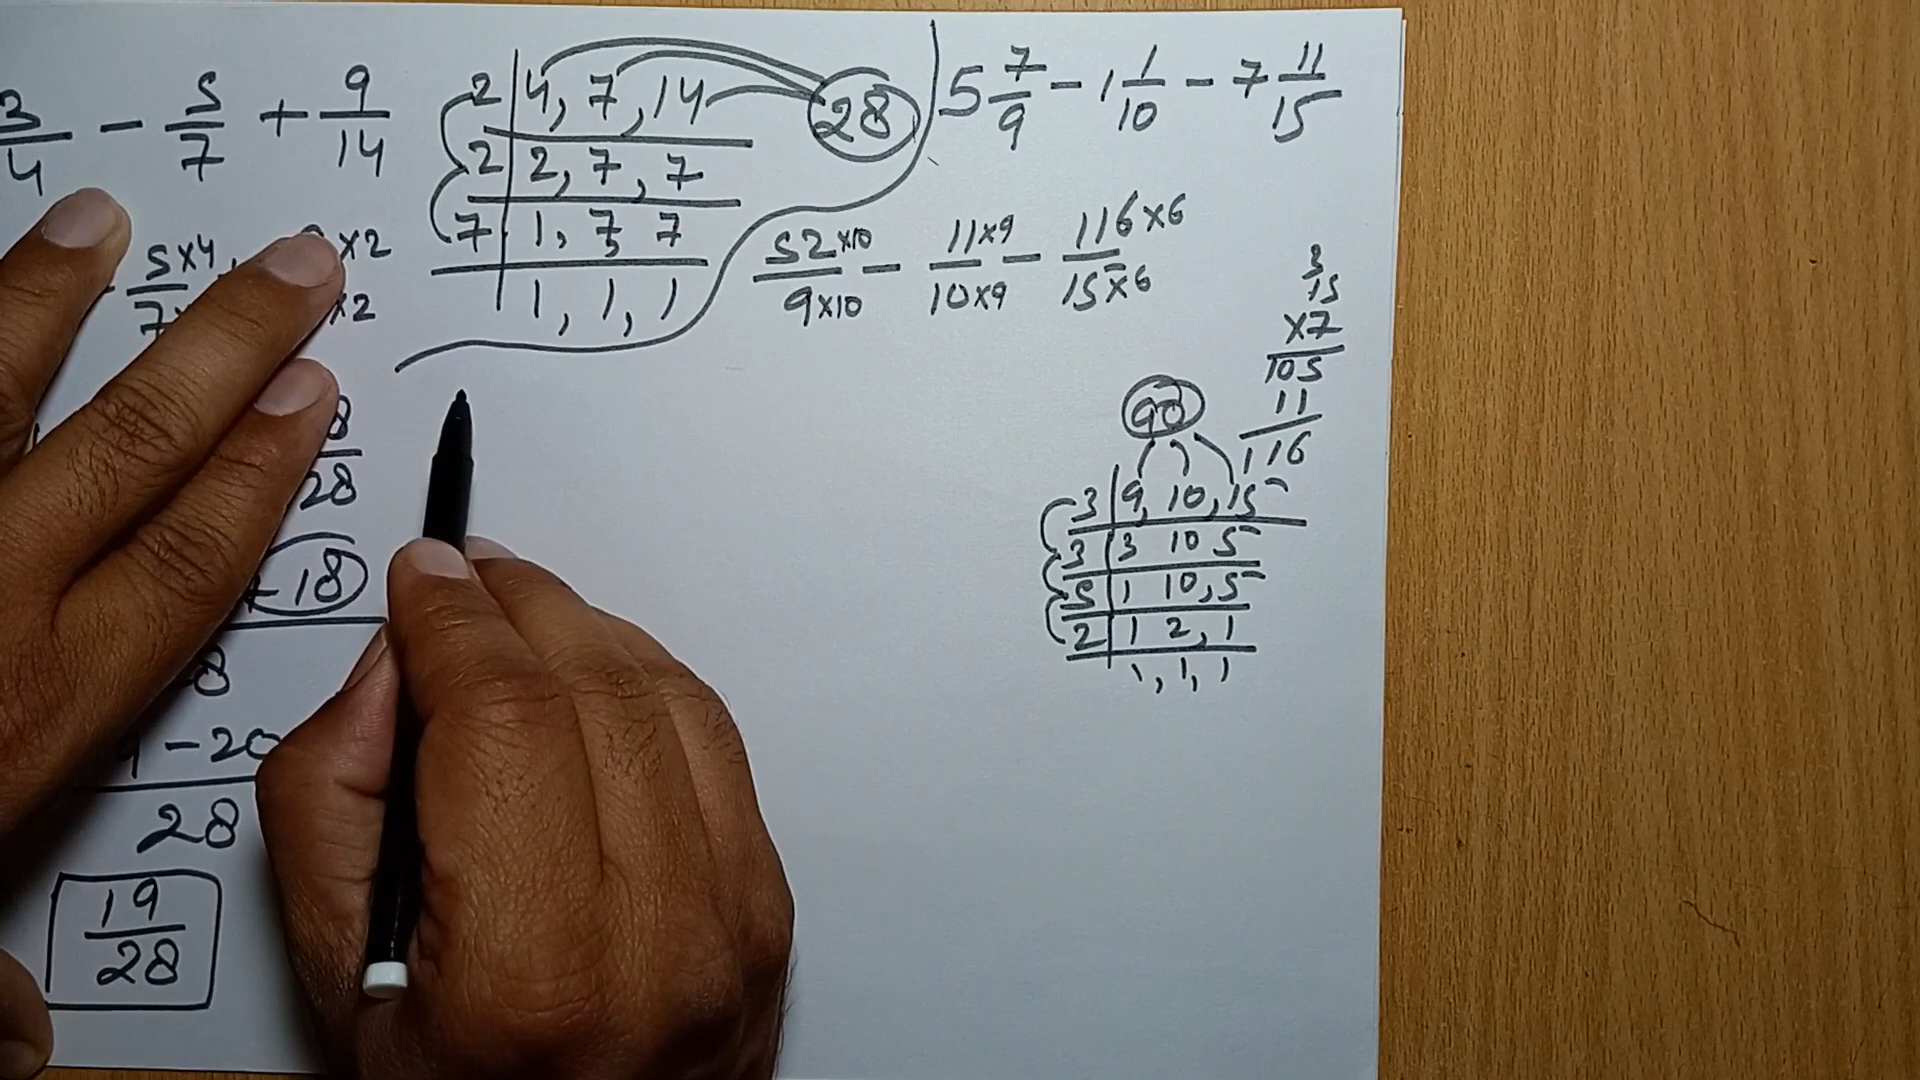 3/4 - 5/7 + 9/14
5×4/7 ×2/×2
8/28
- 18
8
9 - 20
28
19/28
2 | 4, 7, 14 28
2 | 2, 7, 7
7 | 1, 7, 7
1, 1, 1
5 7/9 - 1 1/10 - 7 11/15
52×10/9×10 - 11×9/10×9 - 116×6/15×6
3
15
×7
105
11
116
90
3 | 9, 10, 15
3 | 3 10 5
5 | 1 10, 5
2 | 1 2, 1
1, 1, 1